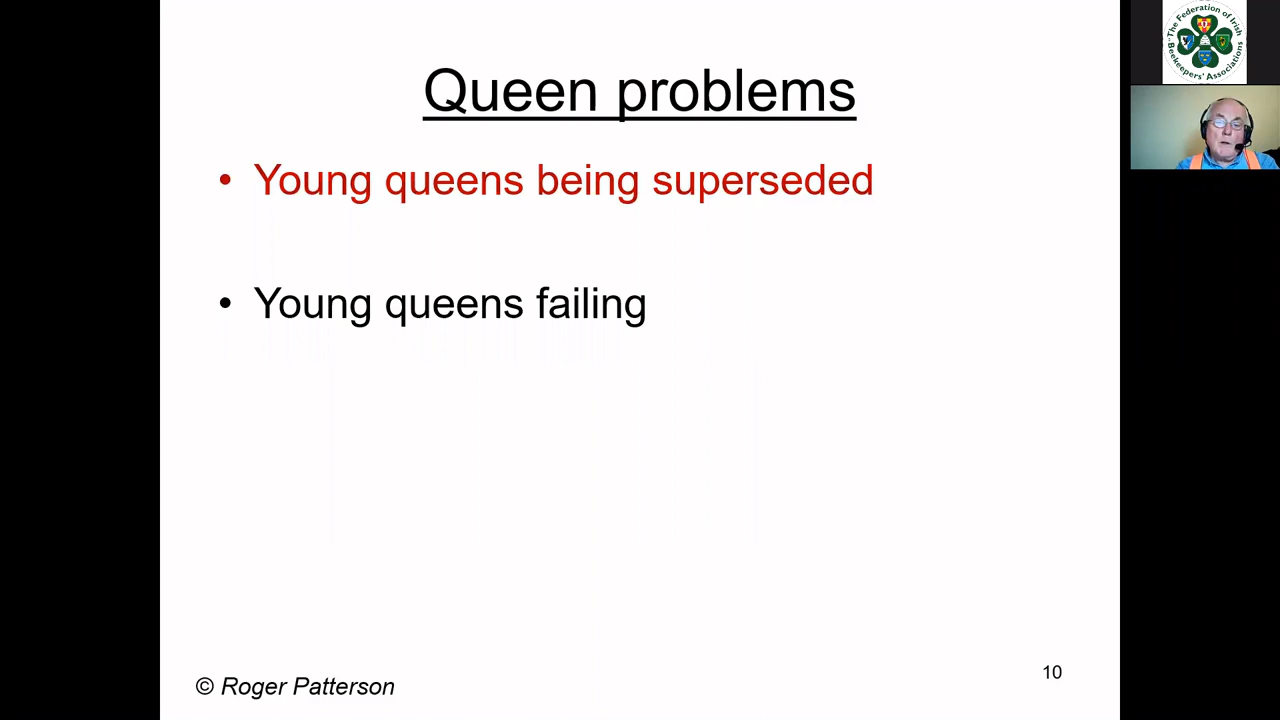 Queen problems
• Young queens being superseded
• Young queens failing
© Roger Patterson
10
"The Federation of Irish
Beekeepers' Associations"